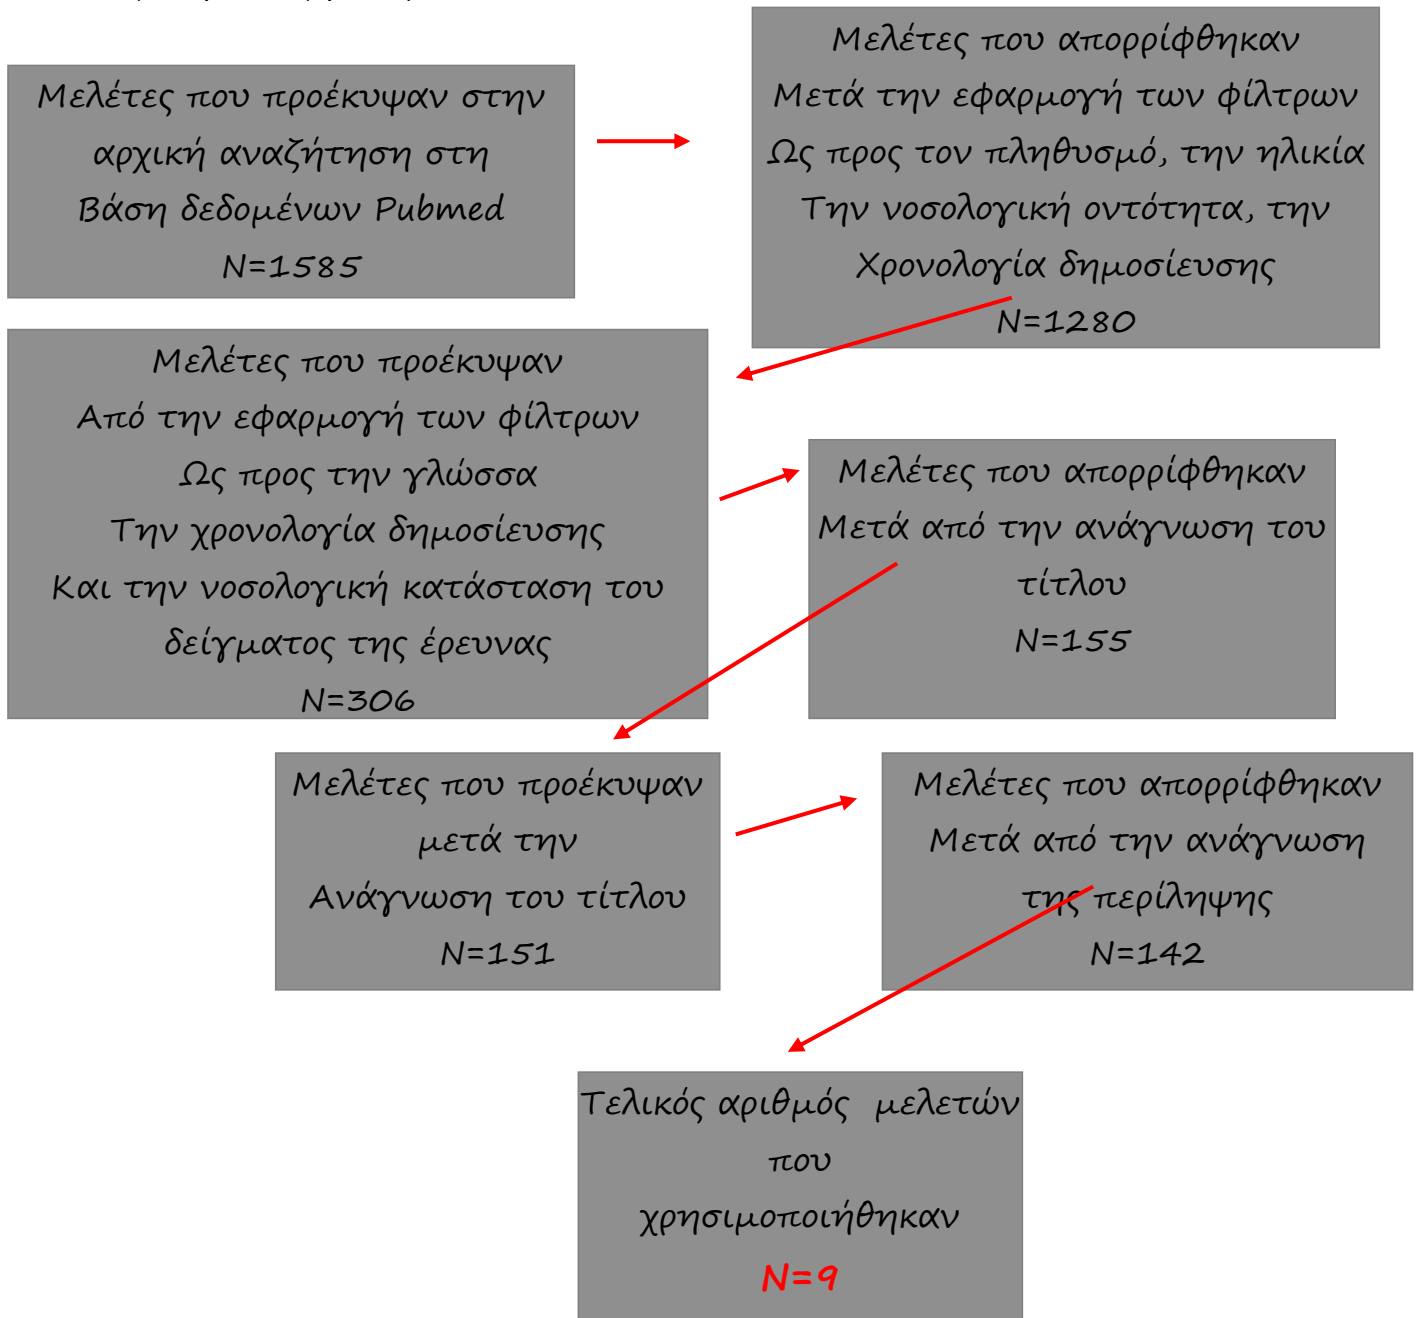 Μελέτες που προέκυψαν στην
αρχική αναζήτηση στη
Βάση δεδομένων Pubmed
N=1585
Μελέτες που απορρίφθηκαν
Μετά την εφαρμογή των φίλτρων
Ως προς τον πληθυσμό, την ηλικία
Την νοσολογική οντότητα, την
Χρονολογία δημοσίευσης
N=1280
Μελέτες που προέκυψαν
Από την εφαρμογή των φίλτρων
Ως προς την γλώσσα
Την χρονολογία δημοσίευσης
Και την νοσολογική κατάσταση του
δείγματος της έρευνας
N=306
Μελέτες που απορρίφθηκαν
Μετά από την ανάγνωση του
τίτλου
N=155
Μελέτες που προέκυψαν
μετά την
Ανάγνωση του τίτλου
N=151
Μελέτες που απορρίφθηκαν
Μετά από την ανάγνωση
της περίληψης
N=142
Τελικός αριθμός μελετών
που
χρησιμοποιήθηκαν
N=9